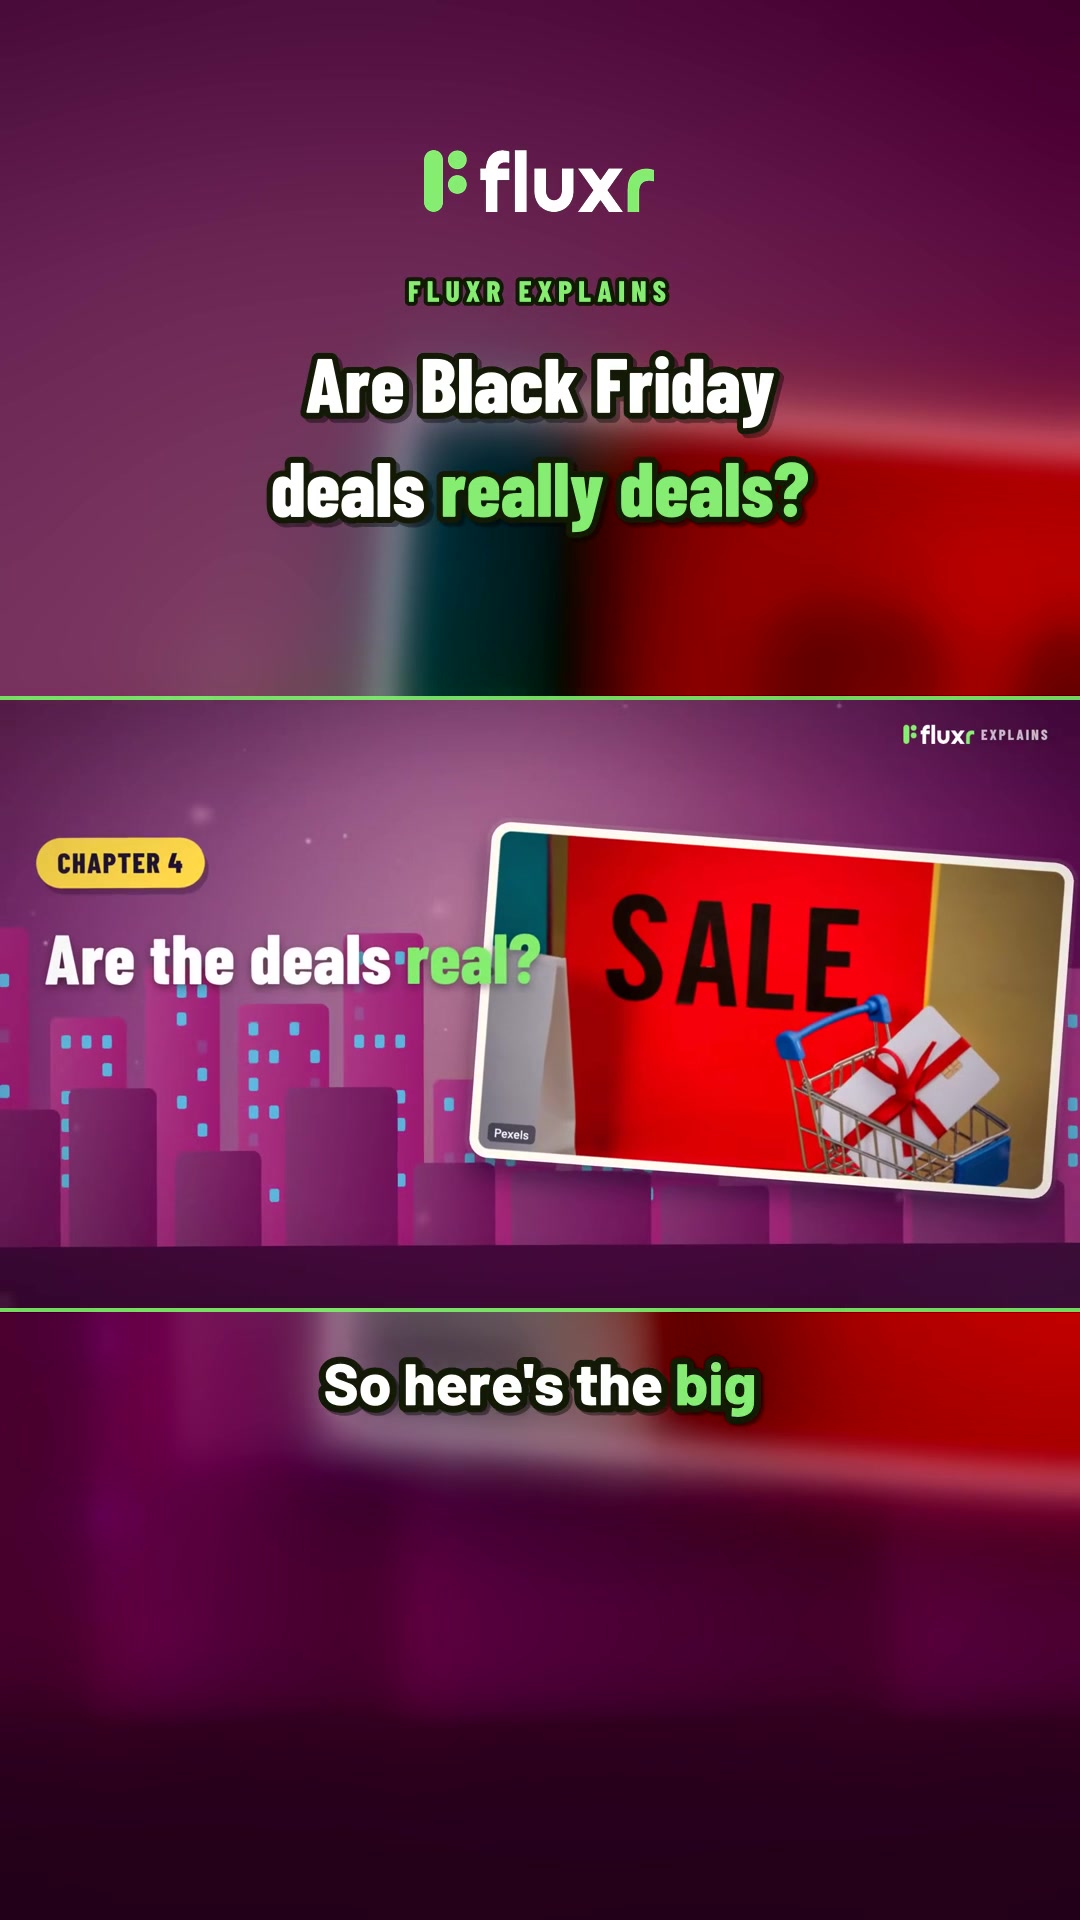 fluxr
FLUXR EXPLAINS
Are Black Friday
deals really deals?
fluxr EXPLAINS
CHAPTER 4
Are the deals real?
SALE
Pexels
So here's the big